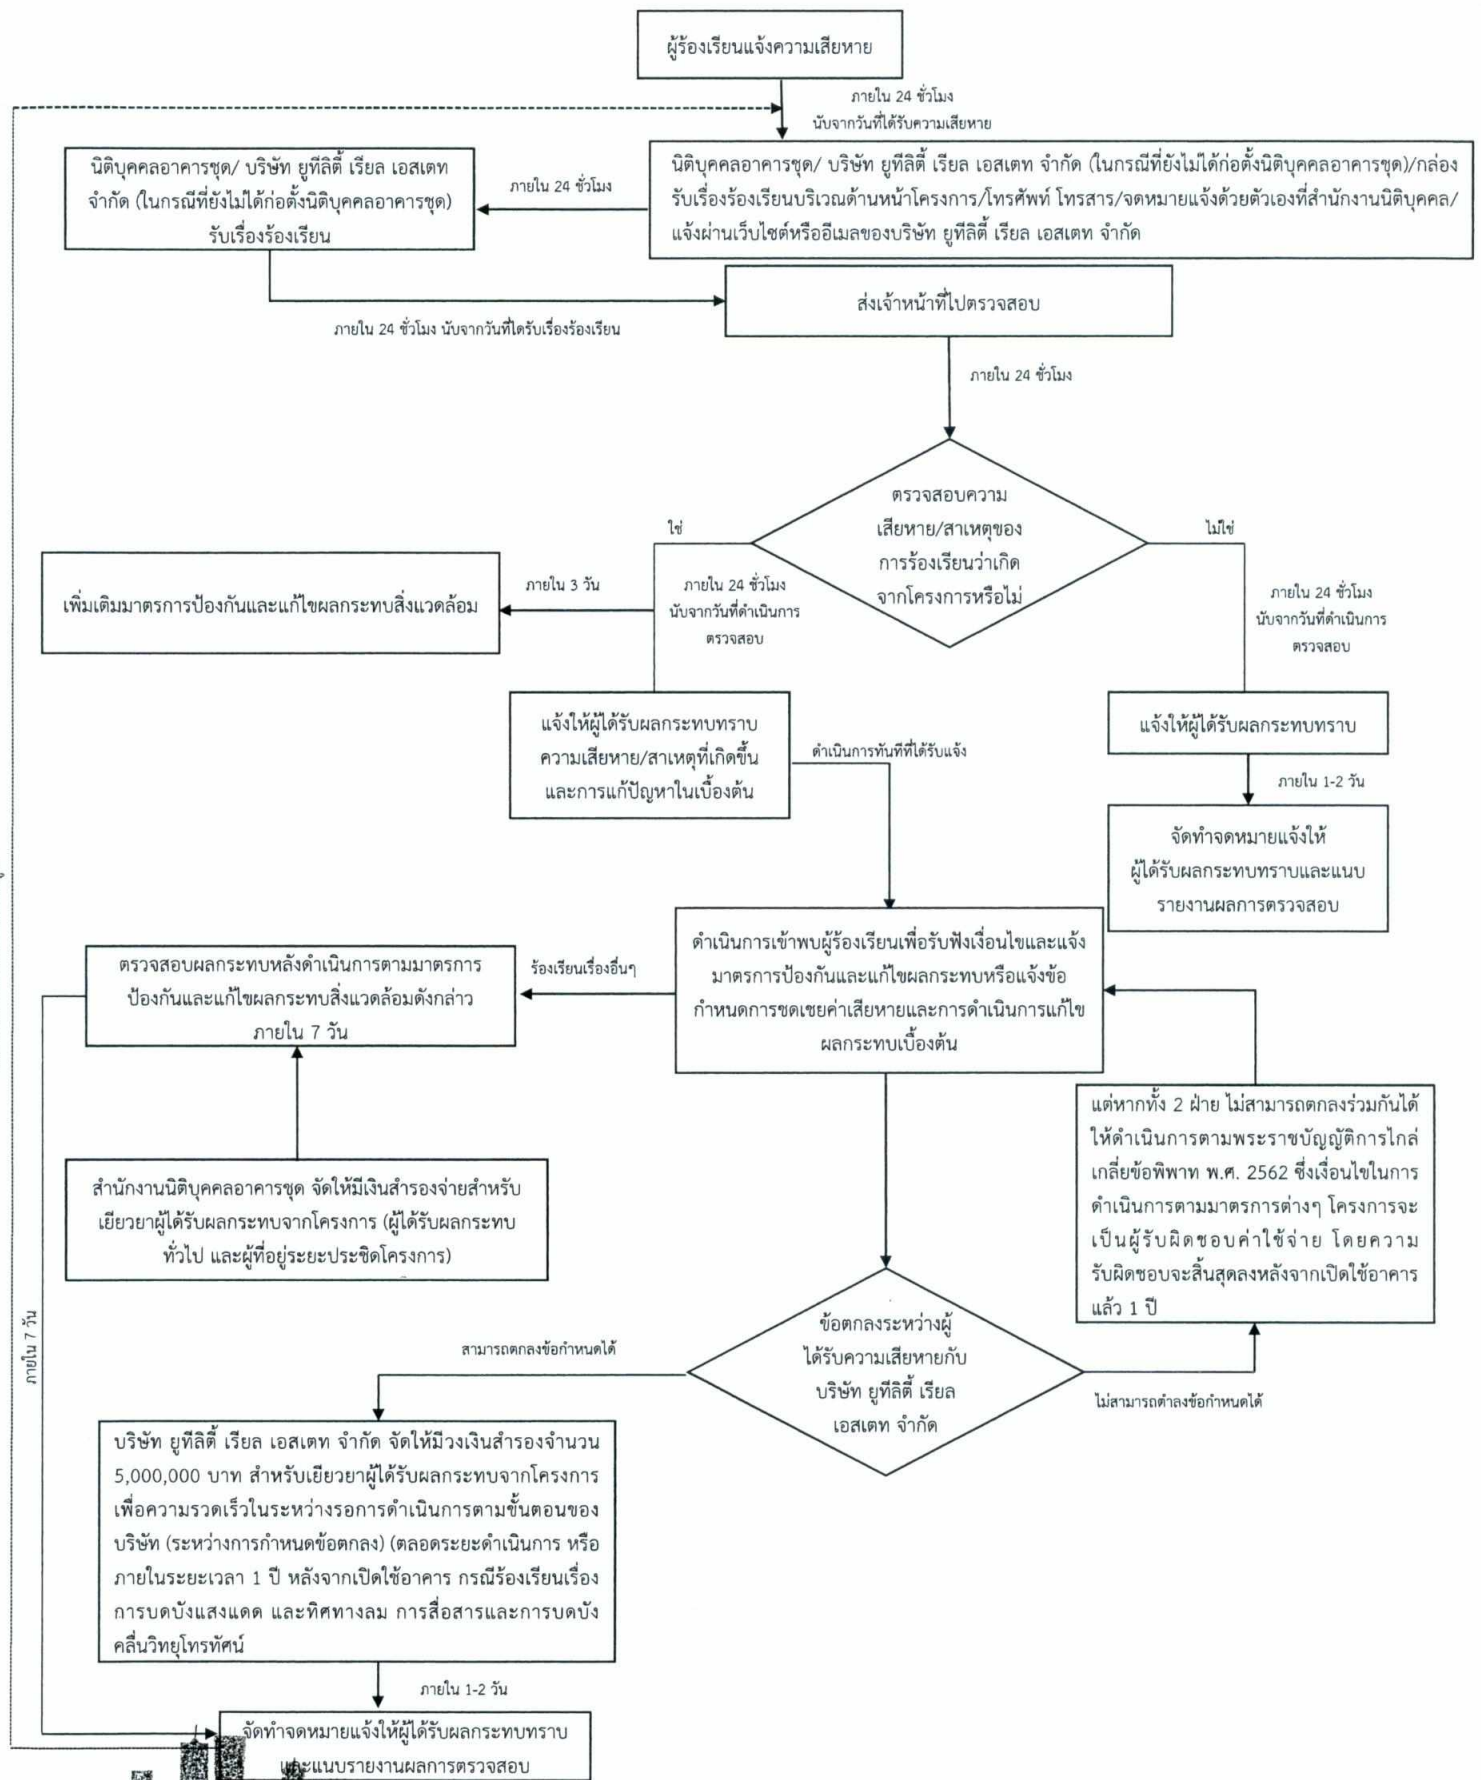 ผู้ร้องเรียนแจ้งความเสียหาย
ภายใน 24 ชั่วโมง
นับจากวันที่ได้รับความเสียหาย
นิติบุคคลอาคารชุด/ บริษัท ยูทีลิตี้ เรียล เอสเตท จำกัด (ในกรณีที่ยังไม่ได้ก่อตั้งนิติบุคคลอาคารชุด)/กล่อง
รับเรื่องร้องเรียนบริเวณด้านหน้าโครงการ/โทรศัพท์ โทรสาร/จดหมายแจ้งด้วยตัวเองที่สำนักงานนิติบุคคล/
แจ้งผ่านเว็บไซต์หรืออีเมลของบริษัท ยูทีลิตี้ เรียล เอสเตท จำกัด
ภายใน 24 ชั่วโมง
นิติบุคคลอาคารชุด/ บริษัท ยูทีลิตี้ เรียล เอสเตท
จำกัด (ในกรณีที่ยังไม่ได้ก่อตั้งนิติบุคคลอาคารชุด)
รับเรื่องร้องเรียน
ภายใน 24 ชั่วโมง นับจากวันที่ไดรับเรื่องร้องเรียน
ส่งเจ้าหน้าที่ไปตรวจสอบ
ภายใน 24 ชั่วโมง
ตรวจสอบความ
เสียหาย/สาเหตุของ
การร้องเรียนว่าเกิด
จากโครงการหรือไม่
ใช่
ไม่ใช่
ภายใน 3 วัน
เพิ่มเติมมาตรการป้องกันและแก้ไขผลกระทบสิ่งแวดล้อม
ภายใน 24 ชั่วโมง
นับจากวันที่ดำเนินการ
ตรวจสอบ
ภายใน 24 ชั่วโมง
นับจากวันที่ดำเนินการ
ตรวจสอบ
แจ้งให้ผู้ได้รับผลกระทบทราบ
ความเสียหาย/สาเหตุที่เกิดขึ้น
และการแก้ปัญหาในเบื้องต้น
ดำเนินการทันทีที่ได้รับแจ้ง
แจ้งให้ผู้ได้รับผลกระทบทราบ
ภายใน 1-2 วัน
จัดทำจดหมายแจ้งให้
ผู้ได้รับผลกระทบทราบและแนบ
รายงานผลการตรวจสอบ
ดำเนินการเข้าพบผู้ร้องเรียนเพื่อรับฟังเงื่อนไขและแจ้ง
มาตรการป้องกันและแก้ไขผลกระทบหรือแจ้งข้อ
กำหนดการชดเชยค่าเสียหายและการดำเนินการแก้ไข
ผลกระทบเบื้องต้น
ร้องเรียนเรื่องอื่นๆ
ตรวจสอบผลกระทบหลังดำเนินการตามมาตรการ
ป้องกันและแก้ไขผลกระทบสิ่งแวดล้อมดังกล่าว
ภายใน 7 วัน
สำนักงานนิติบุคคลอาคารชุด จัดให้มีเงินสำรองจ่ายสำหรับ
เยียวยาผู้ได้รับผลกระทบจากโครงการ (ผู้ได้รับผลกระทบ
ทั่วไป และผู้ที่อยู่ระยะประชิดโครงการ)
แต่หากทั้ง 2 ฝ่าย ไม่สามารถตกลงร่วมกันได้
ให้ดำเนินการตามพระราชบัญญัติการไกล่
เกลี่ยข้อพิพาท พ.ศ. 2562 ซึ่งเงื่อนไขในการ
ดำเนินการตามมาตรการต่างๆ โครงการจะ
เป็นผู้รับผิดชอบค่าใช้จ่าย โดยความ
รับผิดชอบจะสิ้นสุดลงหลังจากเปิดใช้อาคาร
แล้ว 1 ปี
ข้อตกลงระหว่างผู้
ได้รับความเสียหายกับ
บริษัท ยูทีลิตี้ เรียล
เอสเตท จำกัด
สามารถตกลงข้อกำหนดได้
ไม่สามารถตำลงข้อกำหนดได้
ภายใน 7 วัน
บริษัท ยูทีลิตี้ เรียล เอสเตท จำกัด จัดให้มีวงเงินสำรองจำนวน
5,000,000 บาท สำหรับเยียวยาผู้ได้รับผลกระทบจากโครงการ
เพื่อความรวดเร็วในระหว่างรอการดำเนินการตามขั้นตอนของ
บริษัท (ระหว่างการกำหนดข้อตกลง) (ตลอดระยะดำเนินการ หรือ
ภายในระยะเวลา 1 ปี หลังจากเปิดใช้อาคาร กรณีร้องเรียนเรื่อง
การบดบังแสงแดด และทิศทางลม การสื่อสารและการบดบัง
คลื่นวิทยุโทรทัศน์
ภายใน 1-2 วัน
จัดทำจดหมายแจ้งให้ผู้ได้รับผลกระทบทราบ
และแนบรายงานผลการตรวจสอบ